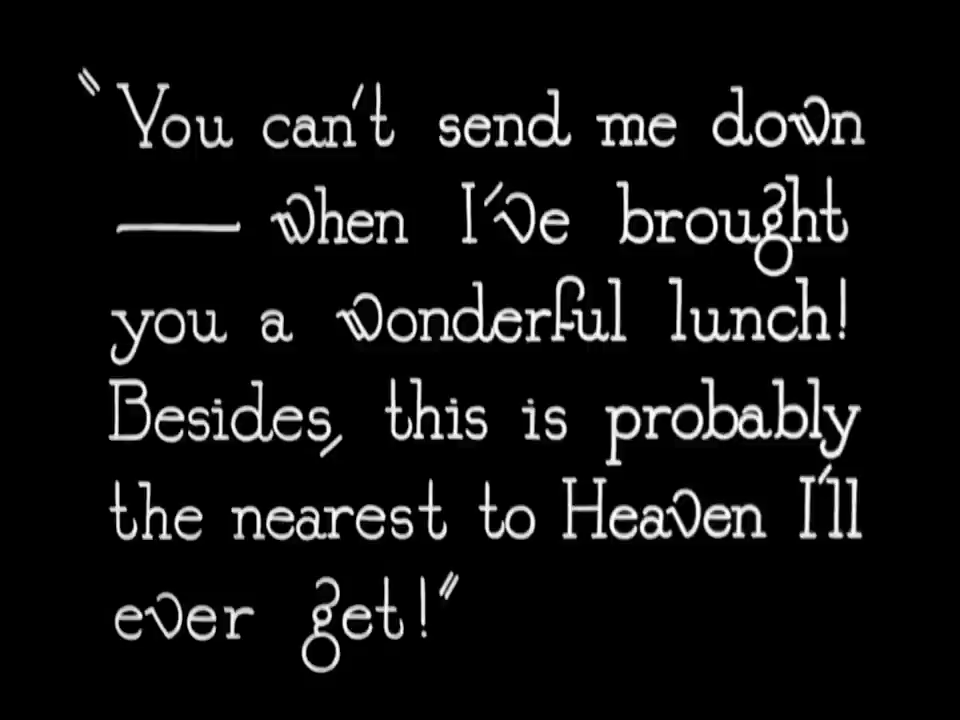 "You can't send me down
— when I've brought
you a wonderful lunch!
Besides, this is probably
the nearest to Heaven I'll
ever get!"